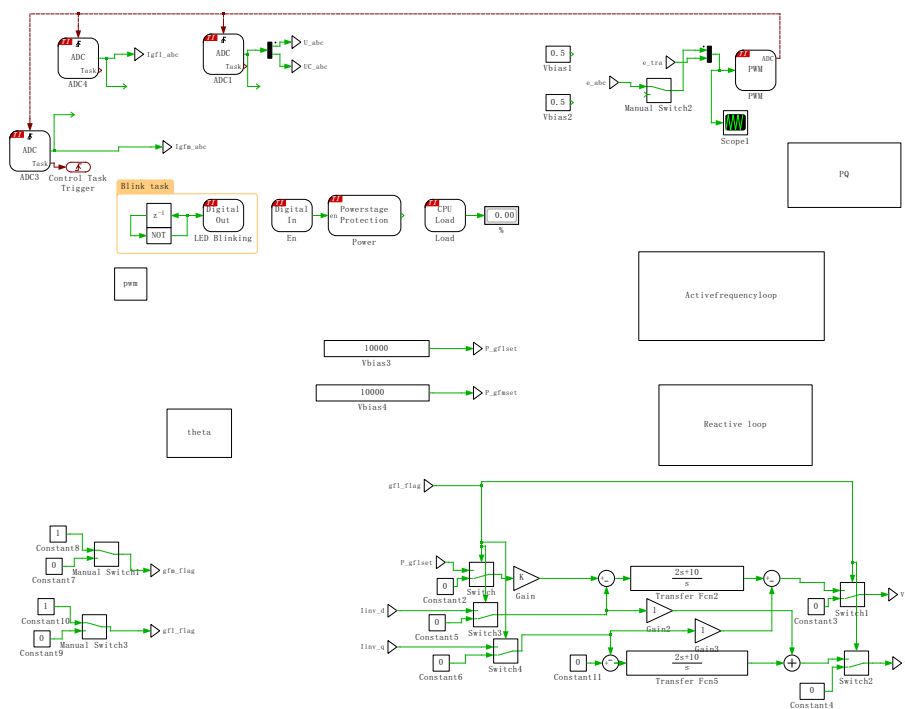 ADC
Task
ADC4
Igfl_abc
ADC
Task
ADC1
U_abc
UC_abc
0.5
Vbias1
0.5
Vbias2
e_tra
e_abc
Manual Switch2
ADC
PWM
PWM
Scope1
ADC
Task
ADC3
Igfm_abc
Control Task
Trigger
PQ
Blink task
z⁻¹
NOT
Digital
Out
LED Blinking
Digital
In
En
en
Powerstage
Protection
Power
CPU
Load
Load
0.00
%
pwm
Activefrequencyloop
10000
Vbias3
P_gflset
10000
Vbias4
P_gfmset
theta
Reactive loop
gfl_flag
1
Constant8
0
Constant7
Manual Switch1
gfm_flag
1
Constant10
0
Constant9
Manual Switch3
gfl_flag
P_gflset
0
Constant2
Switch
K
Gain
2s+10
s
Transfer Fcn2
0
Constant3
Switch1
V
Iinv_d
0
Constant5
Switch3
1
Gain2
1
Gain3
Iinv_q
0
Constant6
Switch4
0
Constant11
2s+10
s
Transfer Fcn5
0
Constant4
Switch2